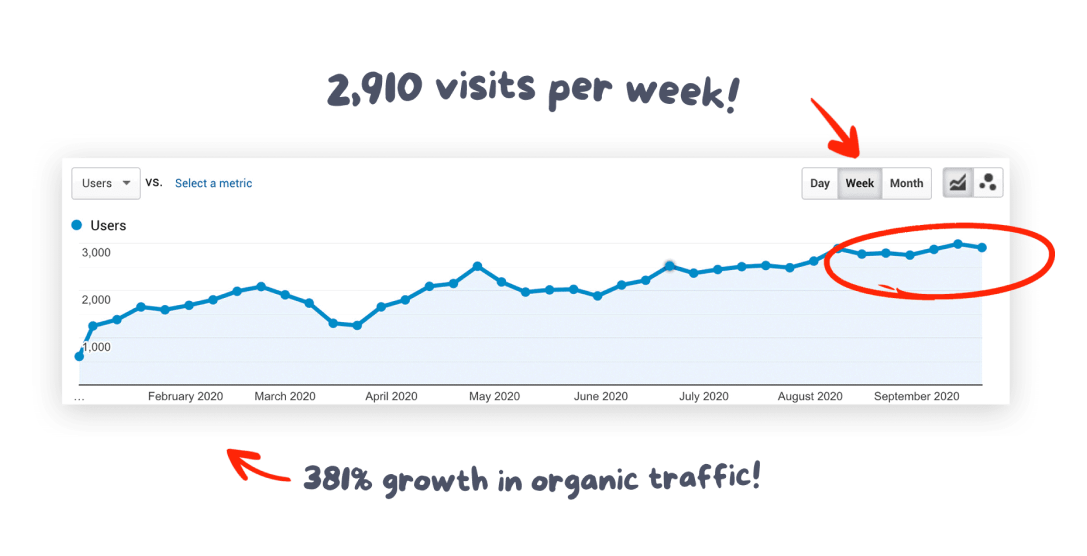 2,910 visits per week!
Users vs. Select a metric Day Week Month
Users
3,000
2,000
1,000
... February 2020 March 2020 April 2020 May 2020 June 2020 July 2020 August 2020 September 2020
381% growth in organic traffic!